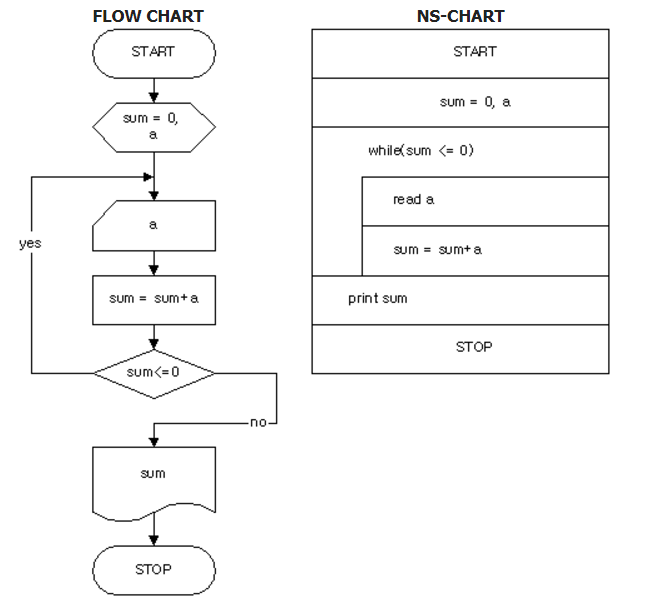 FLOW CHART
START
sum = 0,
a
a
yes
sum = sum+a
sum<=0
no
sum
STOP
NS-CHART
START
sum = 0, a
while(sum <= 0)
read a
sum = sum+a
print sum
STOP